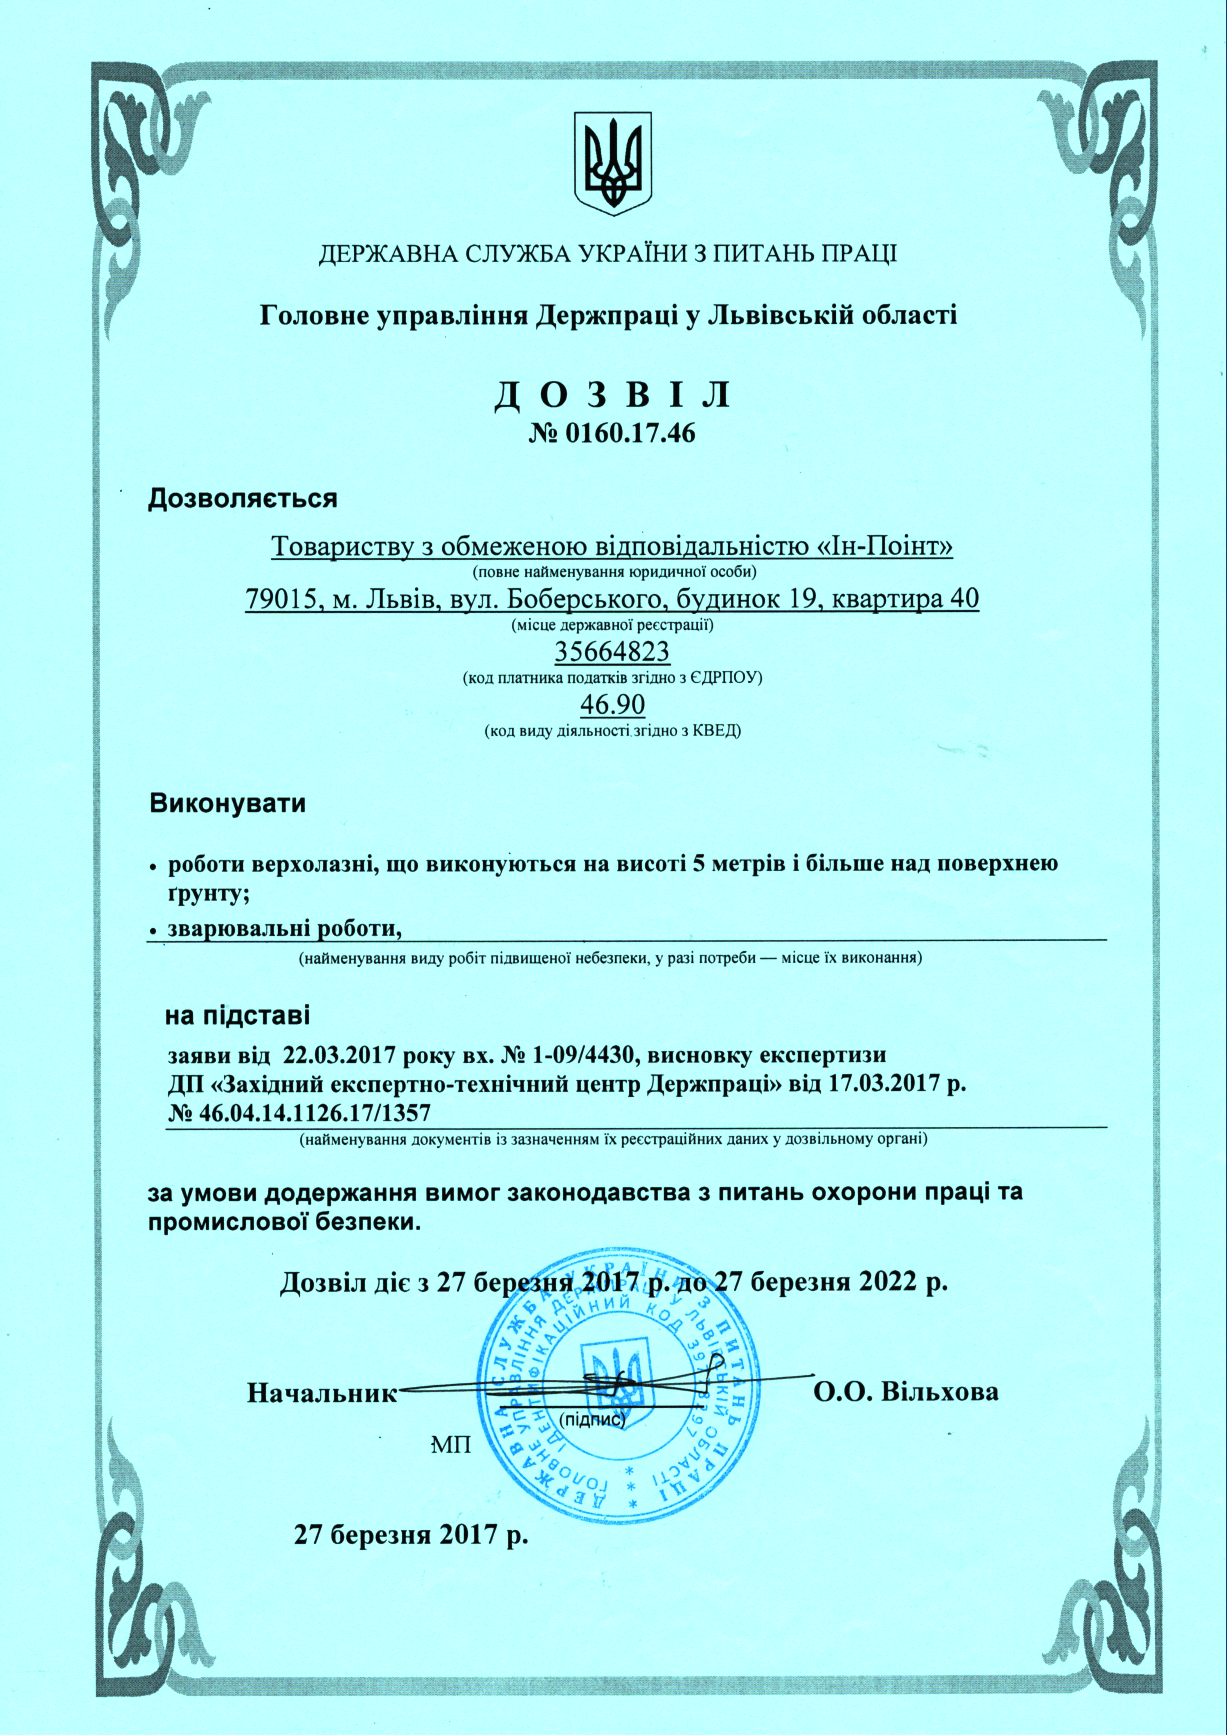 ДЕРЖАВНА СЛУЖБА УКРАЇНИ З ПИТАНЬ ПРАЦІ
Головне управління Держпраці у Львівській області
Д О З В І Л
№ 0160.17.46
Дозволяється
Товариству з обмеженою відповідальністю «Ін-Поінт»
(повне найменування юридичної особи)
79015, м. Львів, вул. Боберського, будинок 19, квартира 40
(місце державної реєстрації)
35664823
(код платника податків згідно з ЄДРПОУ)
46.90
(код виду діяльності згідно з КВЕД)
Виконувати
• роботи верхолазні, що виконуються на висоті 5 метрів і більше над поверхнею
ґрунту;
• зварювальні роботи,
(найменування виду робіт підвищеної небезпеки, у разі потреби — місце їх виконання)
на підставі
заяви від 22.03.2017 року вх. № 1-09/4430, висновку експертизи
ДП «Західний експертно-технічний центр Держпраці» від 17.03.2017 р.
№ 46.04.14.1126.17/1357
(найменування документів із зазначенням їх реєстраційних даних у дозвільному органі)
за умови додержання вимог законодавства з питань охорони праці та
промислової безпеки.
Дозвіл діє з 27 березня 2017 р. до 27 березня 2022 р.
Начальник О.О. Вільхова
(підпис)
МП
ДЕРЖАВНА СЛУЖБА УКРАЇНИ З ПИТАНЬ ПРАЦІ
ГОЛОВНЕ УПРАВЛІННЯ ДЕРЖПРАЦІ У ЛЬВІВСЬКІЙ ОБЛАСТІ
ІДЕНТИФІКАЦІЙНИЙ КОД
27 березня 2017 р.